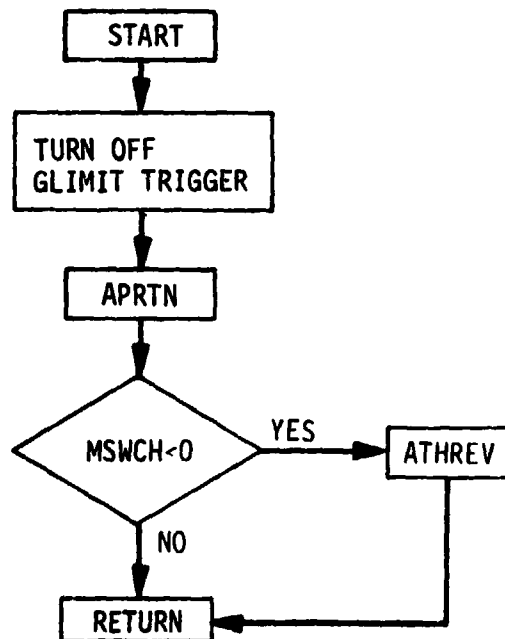 START
TURN OFF
GLIMIT TRIGGER
APRTN
MSWCH<0
YES
ATHREV
NO
RETURN